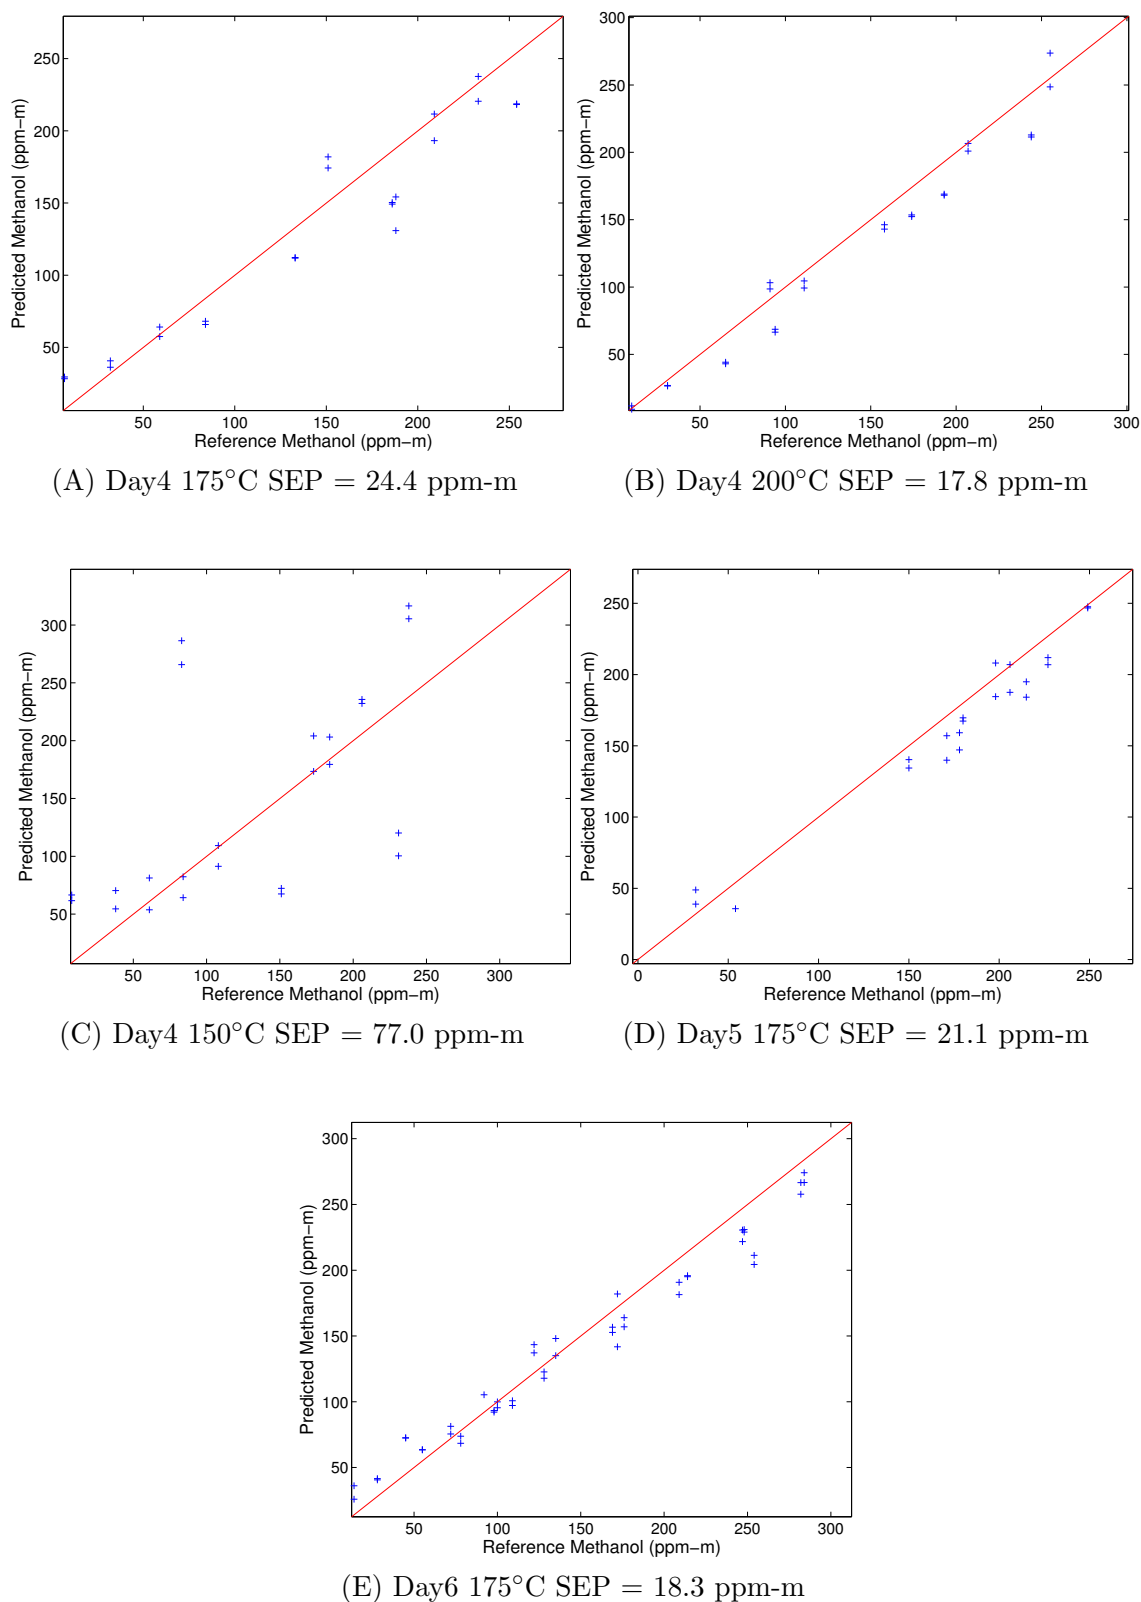 250
200
150
100
50
Predicted Methanol (ppm−m)
50 100 150 200 250
Reference Methanol (ppm−m)
(A) Day4 175°C SEP = 24.4 ppm-m
300
250
200
150
100
50
Predicted Methanol (ppm−m)
50 100 150 200 250 300
Reference Methanol (ppm−m)
(B) Day4 200°C SEP = 17.8 ppm-m
300
250
200
150
100
50
Predicted Methanol (ppm−m)
50 100 150 200 250 300
Reference Methanol (ppm−m)
(C) Day4 150°C SEP = 77.0 ppm-m
250
200
150
100
50
0
Predicted Methanol (ppm−m)
0 50 100 150 200 250
Reference Methanol (ppm−m)
(D) Day5 175°C SEP = 21.1 ppm-m
300
250
200
150
100
50
Predicted Methanol (ppm−m)
50 100 150 200 250 300
Reference Methanol (ppm−m)
(E) Day6 175°C SEP = 18.3 ppm-m